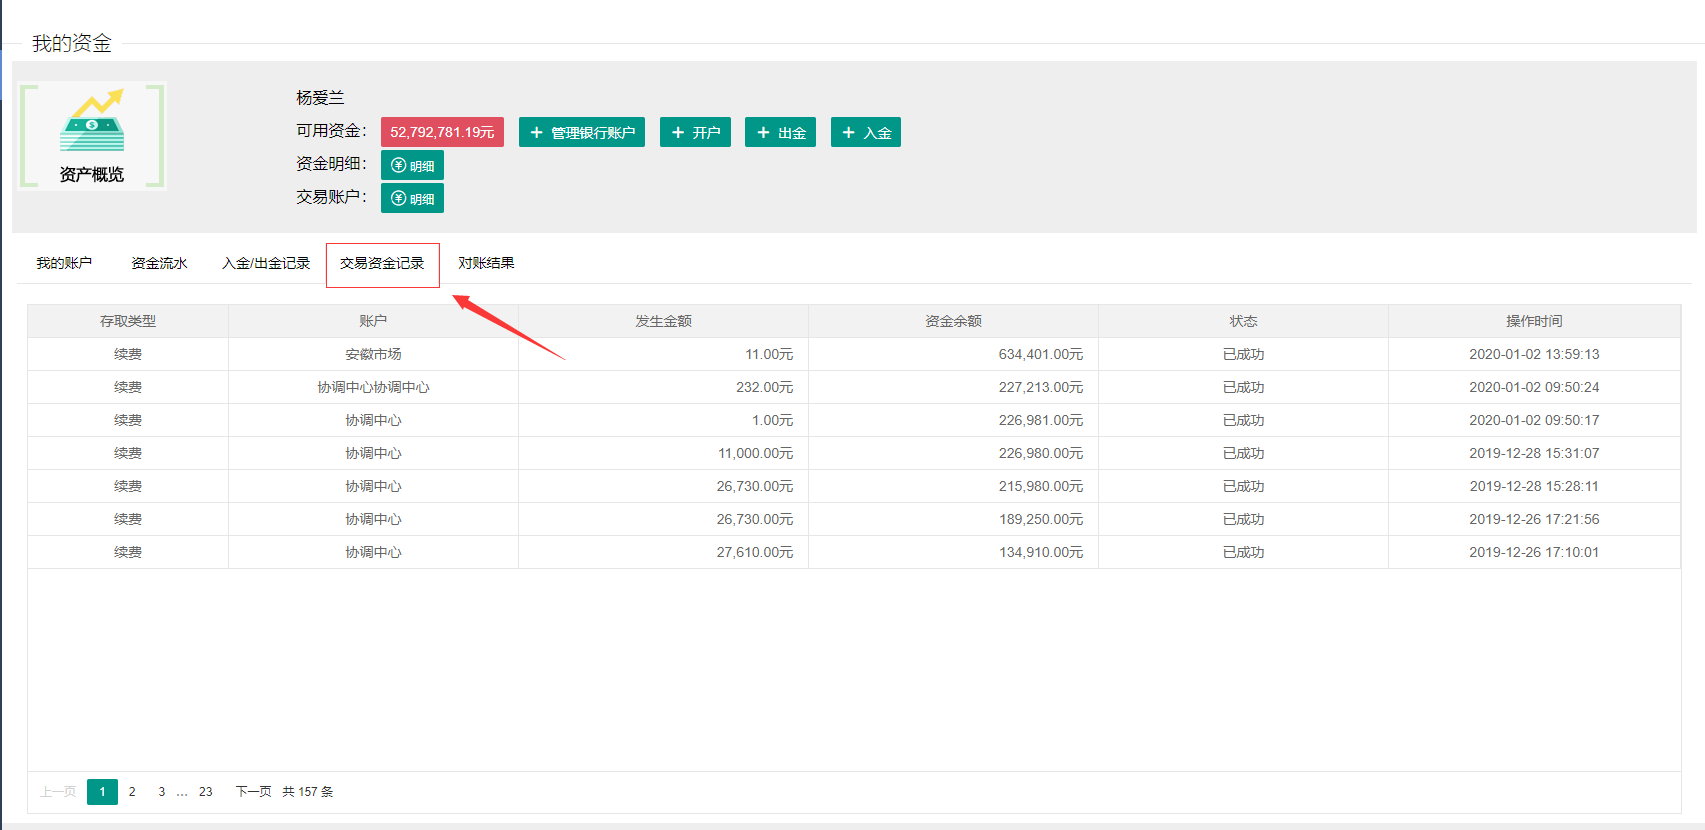 我的资金
资产概览
杨爱兰
可用资金: 52,792,781.19元 + 管理银行账户 + 开户 + 出金 + 入金
资金明细: 明细
交易账户: 明细
我的账户 资金流水 入金/出金记录 交易资金记录 对账结果
存取类型 账户 发生金额 资金余额 状态 操作时间
续费 安徽市场 11.00元 634,401.00元 已成功 2020-01-02 13:59:13
续费 协调中心协调中心 232.00元 227,213.00元 已成功 2020-01-02 09:50:24
续费 协调中心 1.00元 226,981.00元 已成功 2020-01-02 09:50:17
续费 协调中心 11,000.00元 226,980.00元 已成功 2019-12-28 15:31:07
续费 协调中心 26,730.00元 215,980.00元 已成功 2019-12-28 15:28:11
续费 协调中心 26,730.00元 189,250.00元 已成功 2019-12-26 17:21:56
续费 协调中心 27,610.00元 134,910.00元 已成功 2019-12-26 17:10:01
上一页 1 2 3 … 23 下一页 共 157 条